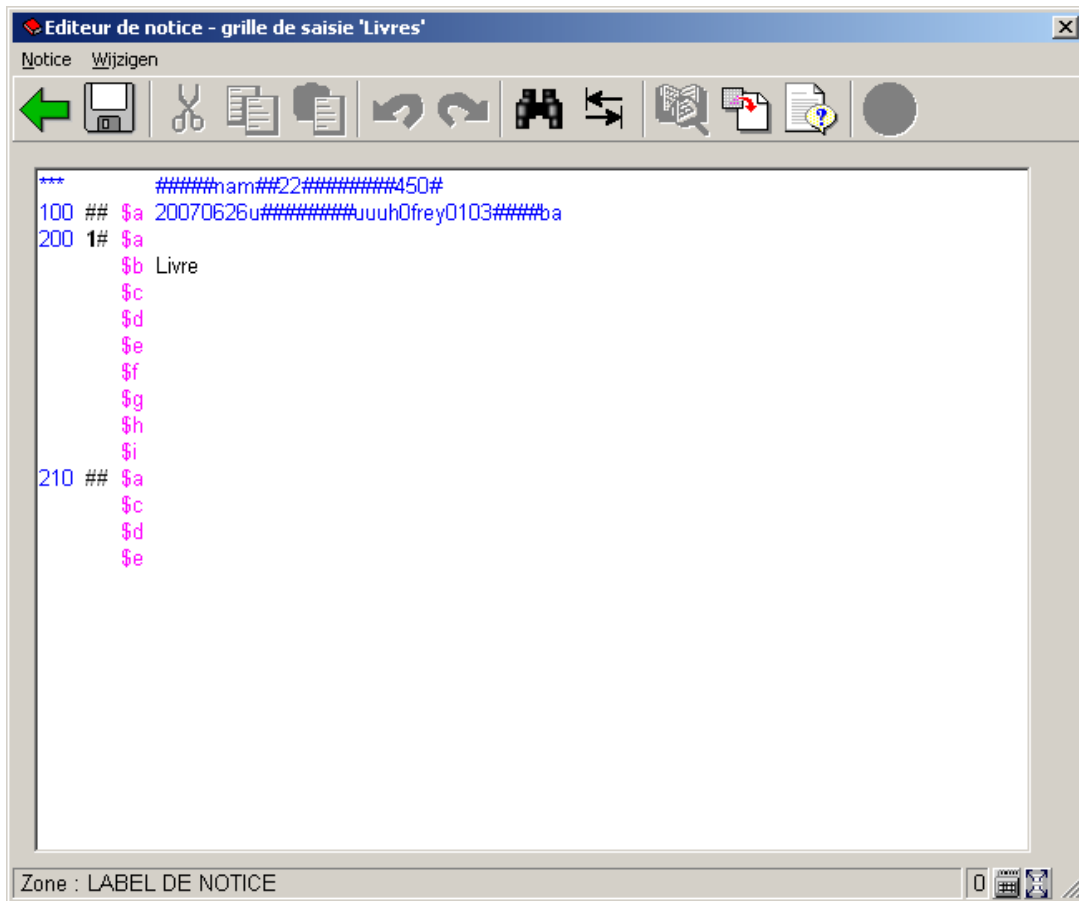 Editeur de notice - grille de saisie 'Livres'
Notice Wijzigen
*** #####nam##22########450#
100 ## $a 20070626u########uuuh0frey0103####ba
200 1# $a
$b Livre
$c
$d
$e
$f
$g
$h
$i
210 ## $a
$c
$d
$e
Zone : LABEL DE NOTICE 0